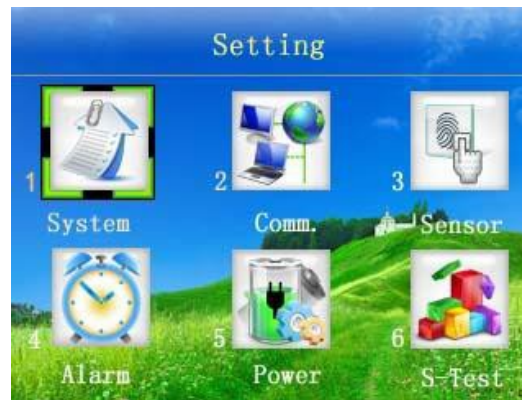 Setting
1 2 3
System Comm. Sensor
4 5 6
Alarm Power S-Test